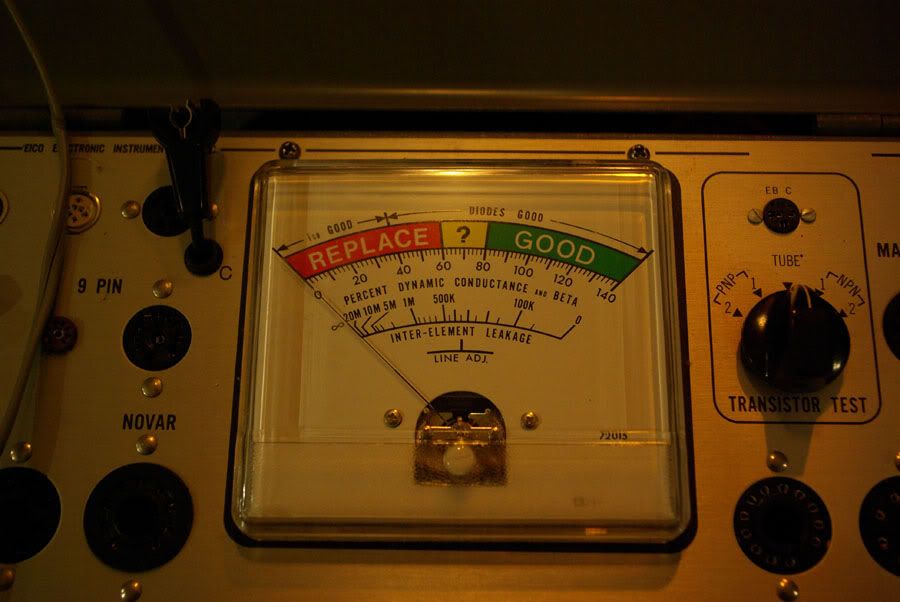 EICO ELECTRONIC INSTRUMEN
9 PIN
C
NOVAR
GOOD
DIODES GOOD
REPLACE
?
GOOD
0 20 40 60 80 100 120 140
PERCENT DYNAMIC CONDUCTANCE AND BETA
∞ 20M 10M 5M 1M 500K 100K 0
INTER-ELEMENT LEAKAGE
LINE ADJ.
72015
E B C
TUBE*
PNP
NPN
2 1 1 2
TRANSISTOR TEST
MA